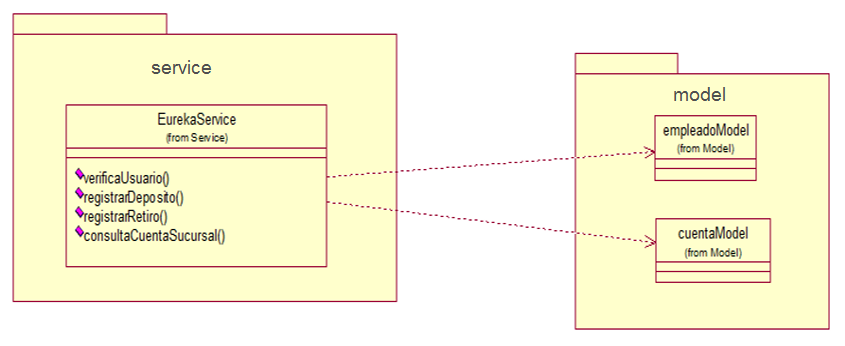 service
EurekaService
(from Service)
verificaUsuario()
registrarDeposito()
registrarRetiro()
consultaCuentaSucursal()
model
empleadoModel
(from Model)
cuentaModel
(from Model)